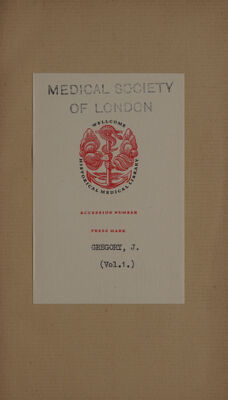 MEDICAL SOCIETY
OF LONDON
WELLCOME
HISTORICAL MEDICAL LIBRARY
ACCESSION NUMBER
PRESS MARK
GREGORY, J.
(Vol.1.)